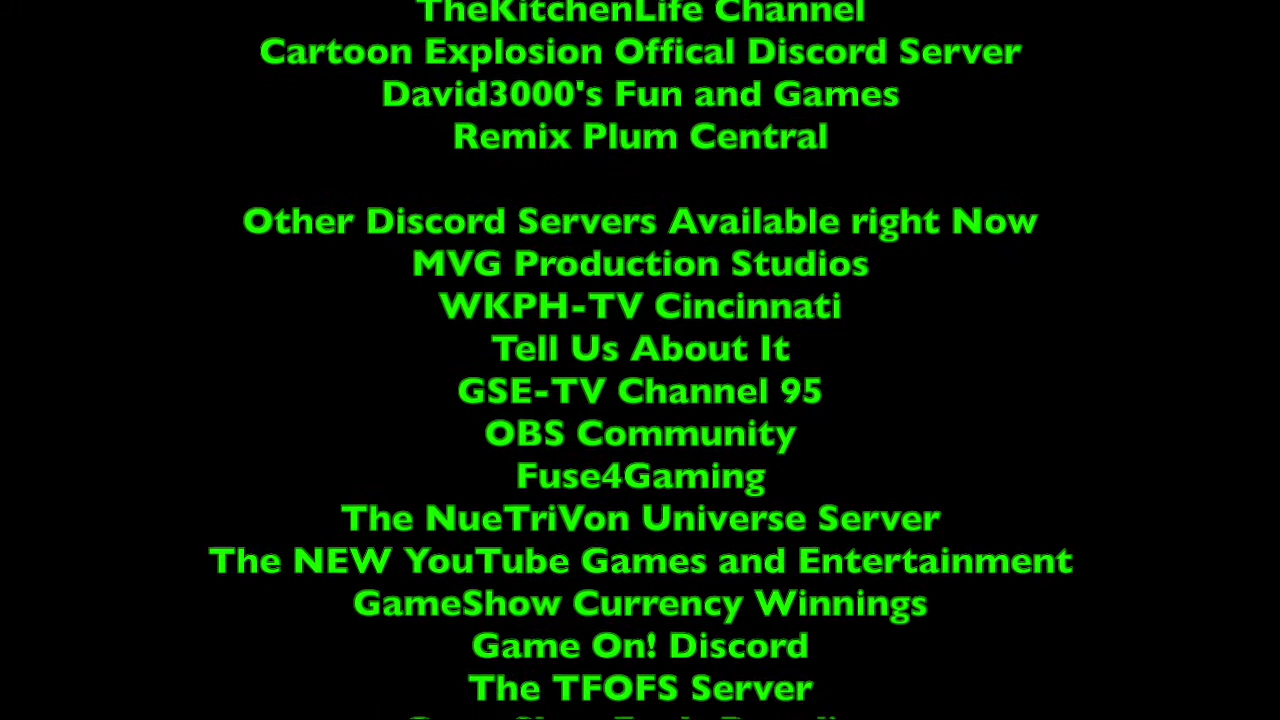 TheKitchenLife Channel
Cartoon Explosion Offical Discord Server
David3000's Fun and Games
Remix Plum Central
Other Discord Servers Available right Now
MVG Production Studios
WKPH-TV Cincinnati
Tell Us About It
GSE-TV Channel 95
OBS Community
Fuse4Gaming
The NueTriVon Universe Server
The NEW YouTube Games and Entertainment
GameShow Currency Winnings
Game On! Discord
The TFOFS Server